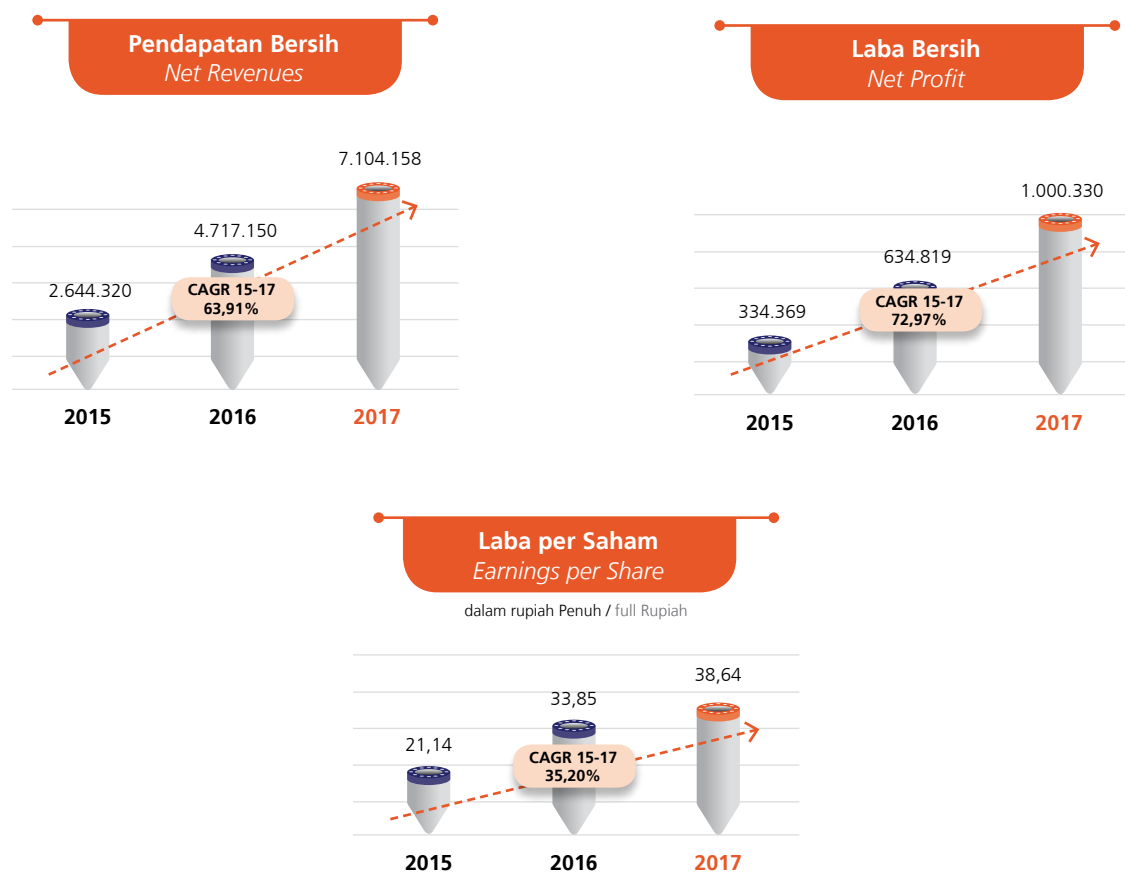 Pendapatan Bersih
Net Revenues
7.104.158
4.717.150
2.644.320
CAGR 15-17
63,91%
2015
2016
2017
Laba Bersih
Net Profit
1.000.330
634.819
334.369
CAGR 15-17
72,97%
2015
2016
2017
Laba per Saham
Earnings per Share
dalam rupiah Penuh / full Rupiah
38,64
33,85
21,14
CAGR 15-17
35,20%
2015
2016
2017